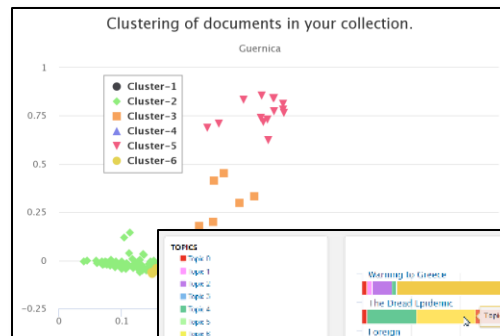 Clustering of documents in your collection.
Guernica
1
Cluster-1
Cluster-2
Cluster-3
0.75
Cluster-4
Cluster-5
Cluster-6
0.5
0.25
0
-0.25
0
0.1
TOPICS
Topic 0
Topic 1
Topic 2
Topic 3
Topic 4
Topic 5
Warning to Greece
The Dread Epidemic
Topic
Foreign